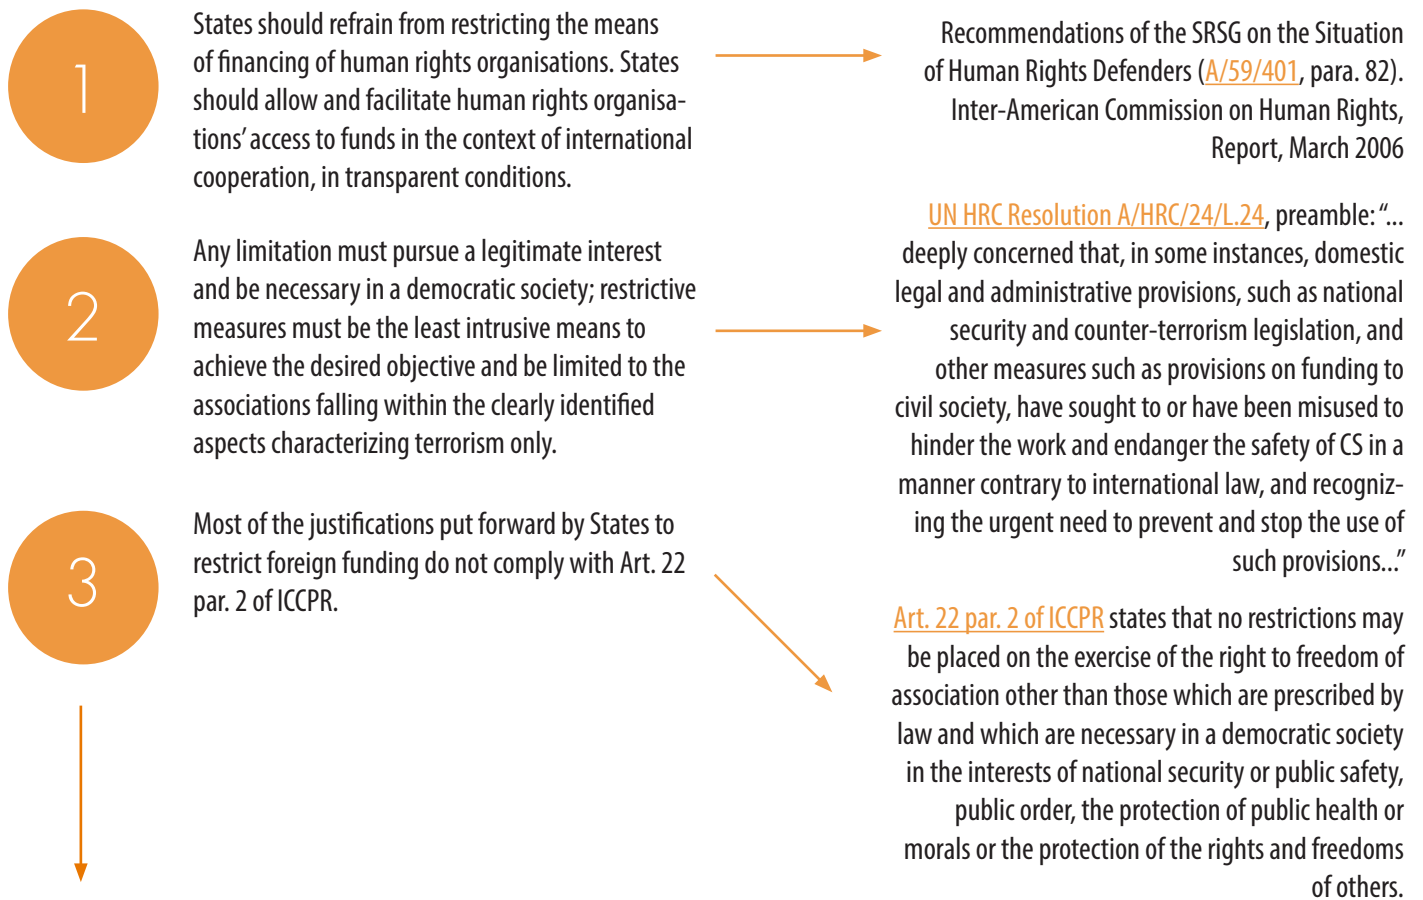 1
States should refrain from restricting the means
of financing of human rights organisations. States
should allow and facilitate human rights organisa-
tions’ access to funds in the context of international
cooperation, in transparent conditions.
Recommendations of the SRSG on the Situation
of Human Rights Defenders (A/59/401, para. 82).
Inter-American Commission on Human Rights,
Report, March 2006
2
Any limitation must pursue a legitimate interest
and be necessary in a democratic society; restrictive
measures must be the least intrusive means to
achieve the desired objective and be limited to the
associations falling within the clearly identified
aspects characterizing terrorism only.
UN HRC Resolution A/HRC/24/L.24, preamble: “...
deeply concerned that, in some instances, domestic
legal and administrative provisions, such as national
security and counter-terrorism legislation, and
other measures such as provisions on funding to
civil society, have sought to or have been misused to
hinder the work and endanger the safety of CS in a
manner contrary to international law, and recogniz-
ing the urgent need to prevent and stop the use of
such provisions...”
3
Most of the justifications put forward by States to
restrict foreign funding do not comply with Art. 22
par. 2 of ICCPR.
Art. 22 par. 2 of ICCPR states that no restrictions may
be placed on the exercise of the right to freedom of
association other than those which are prescribed by
law and which are necessary in a democratic society
in the interests of national security or public safety,
public order, the protection of public health or
morals or the protection of the rights and freedoms
of others.